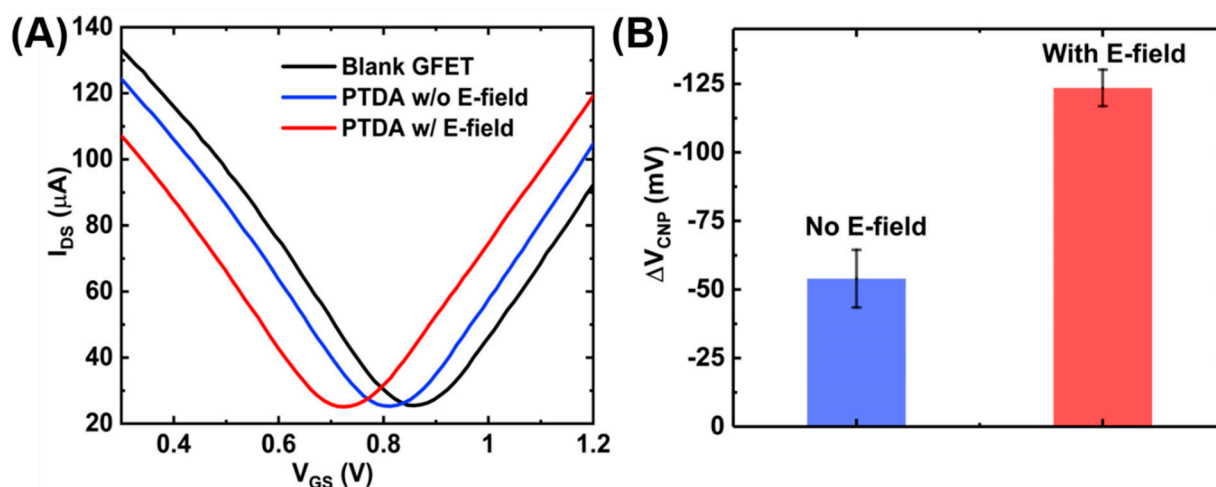 (A)
140
120
100
80
60
40
20
I_DS (μA)
Blank GFET
PTDA w/o E-field
PTDA w/ E-field
0.4 0.6 0.8 1 1.2
V_GS (V)
(B)
-125
-100
-75
-50
-25
0
ΔV_CNP (mV)
With E-field
No E-field